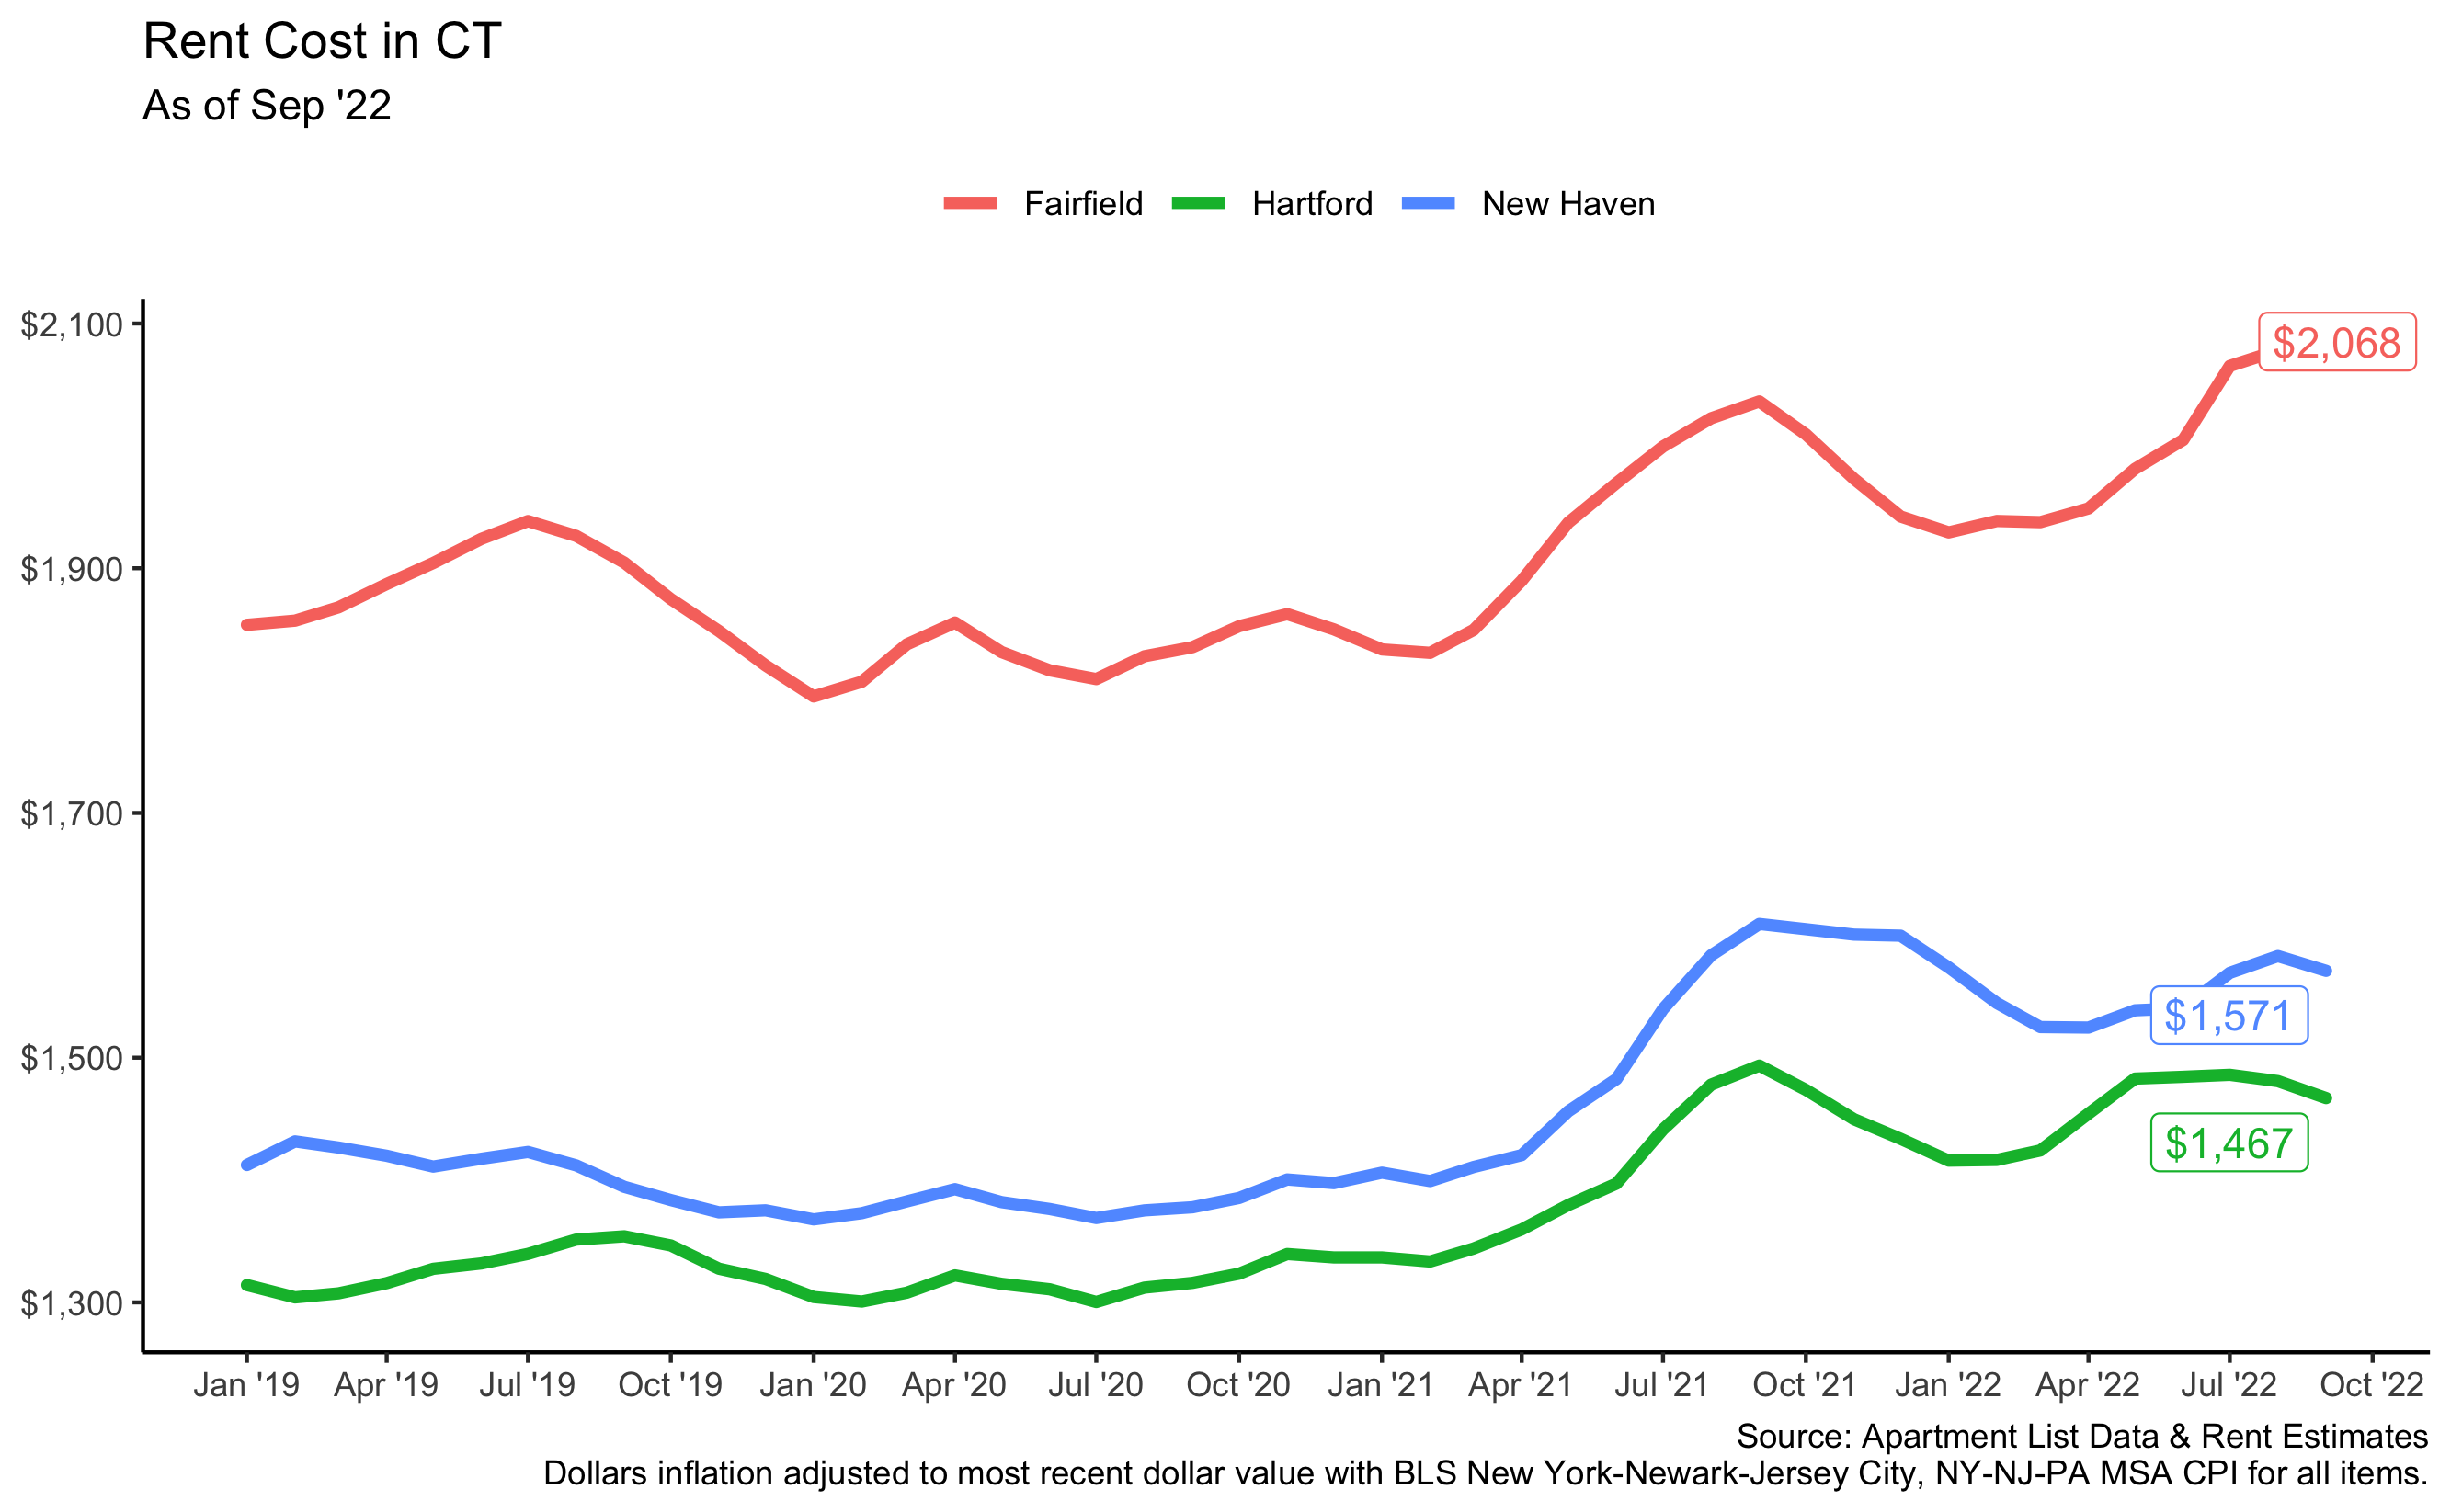 Rent Cost in CT
As of Sep '22
Fairfield Hartford New Haven
$2,100
$2,068
$1,900
$1,700
$1,571
$1,500
$1,467
$1,300
Jan '19 Apr '19 Jul '19 Oct '19 Jan '20 Apr '20 Jul '20 Oct '20 Jan '21 Apr '21 Jul '21 Oct '21 Jan '22 Apr '22 Jul '22 Oct '22
Source: Apartment List Data & Rent Estimates
Dollars inflation adjusted to most recent dollar value with BLS New York-Newark-Jersey City, NY-NJ-PA MSA CPI for all items.